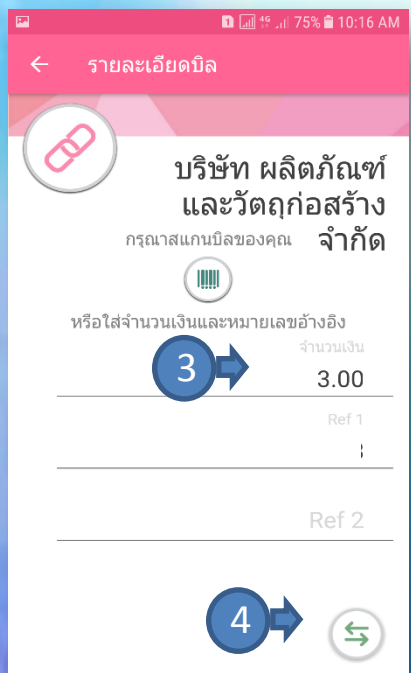 1 4G 75% 10:16 AM
รายละเอียดบิล
บริษัท ผลิตภัณฑ์
และวัตถุก่อสร้าง
จำกัด
กรุณาสแกนบิลของคุณ
หรือใส่จำนวนเงินและหมายเลขอ้างอิง
จำนวนเงิน
3 3.00
Ref 1
Ref 2
4